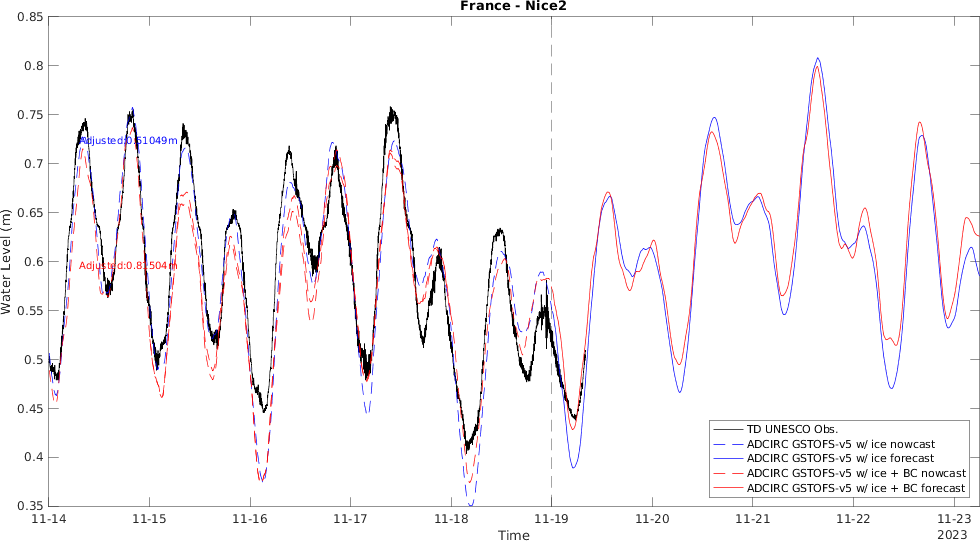 France - Nice2
Water Level (m)
0.85
0.8
0.75
0.7
0.65
0.6
0.55
0.5
0.45
0.4
0.35
Adjusted:0.61049m
Adjusted:0.81504m
TD UNESCO Obs.
ADCIRC GSTOFS-v5 w/ ice nowcast
ADCIRC GSTOFS-v5 w/ ice forecast
ADCIRC GSTOFS-v5 w/ ice + BC nowcast
ADCIRC GSTOFS-v5 w/ ice + BC forecast
11-14 11-15 11-16 11-17 11-18 11-19 11-20 11-21 11-22 11-23
Time
2023